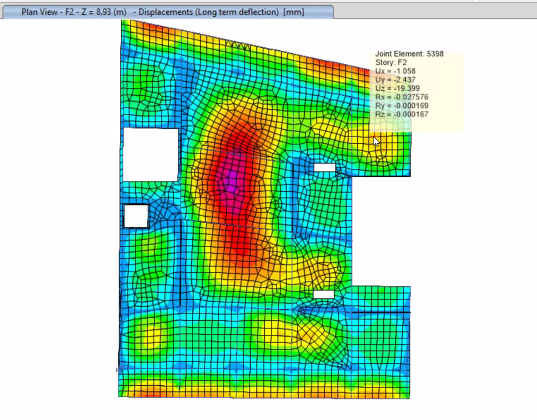 Plan View - F2 - Z = 8.93 (m) - Displacements (Long term deflection) [mm]
Joint Element: 5398
Story: F2
Ux = -1.058
Uy = -2.437
Uz = -19.399
Rx = -0.027576
Ry = -0.000169
Rz = -0.000167